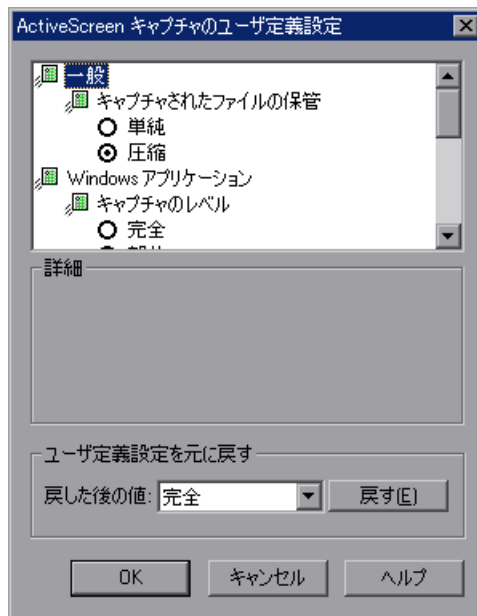 ActiveScreen キャプチャのユーザ定義設定
一般
キャプチャされたファイルの保管
単純
圧縮
Windows アプリケーション
キャプチャのレベル
完全
詳細
ユーザ定義設定を元に戻す
戻した後の値: 完全 戻す(E)
OK キャンセル ヘルプ